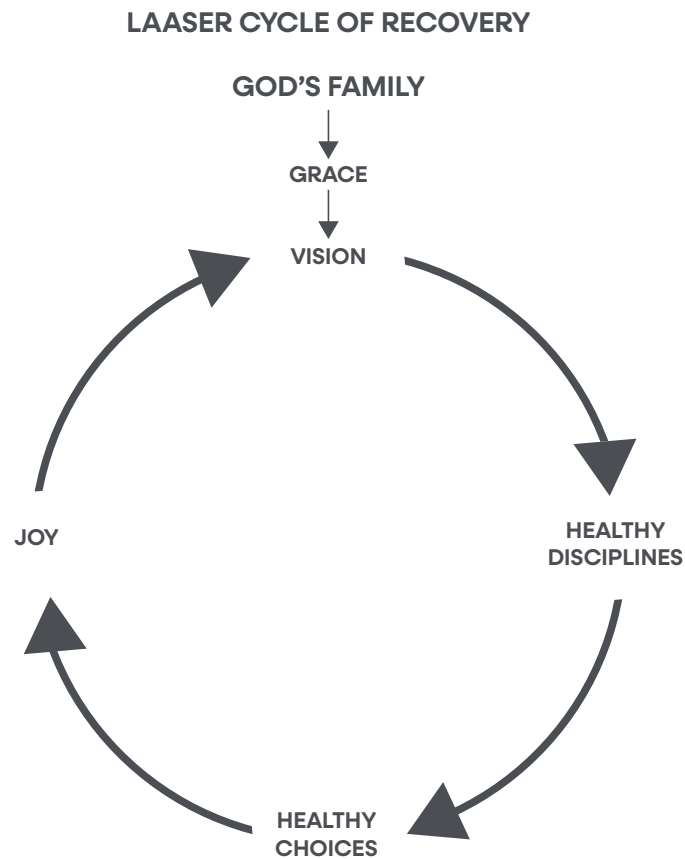 LAASER CYCLE OF RECOVERY
GOD’S FAMILY
GRACE
VISION
HEALTHY
DISCIPLINES
HEALTHY
CHOICES
JOY